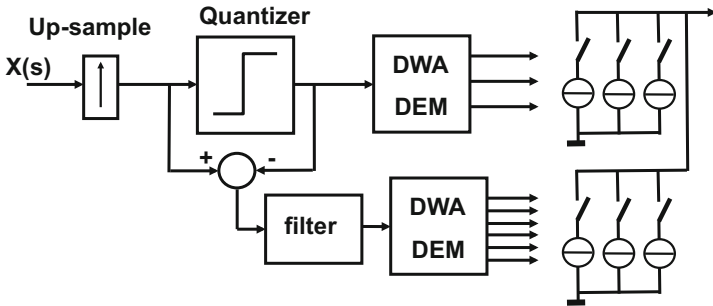 Up-sample
Quantizer
X(s)
DWA
DEM
+
-
filter
DWA
DEM